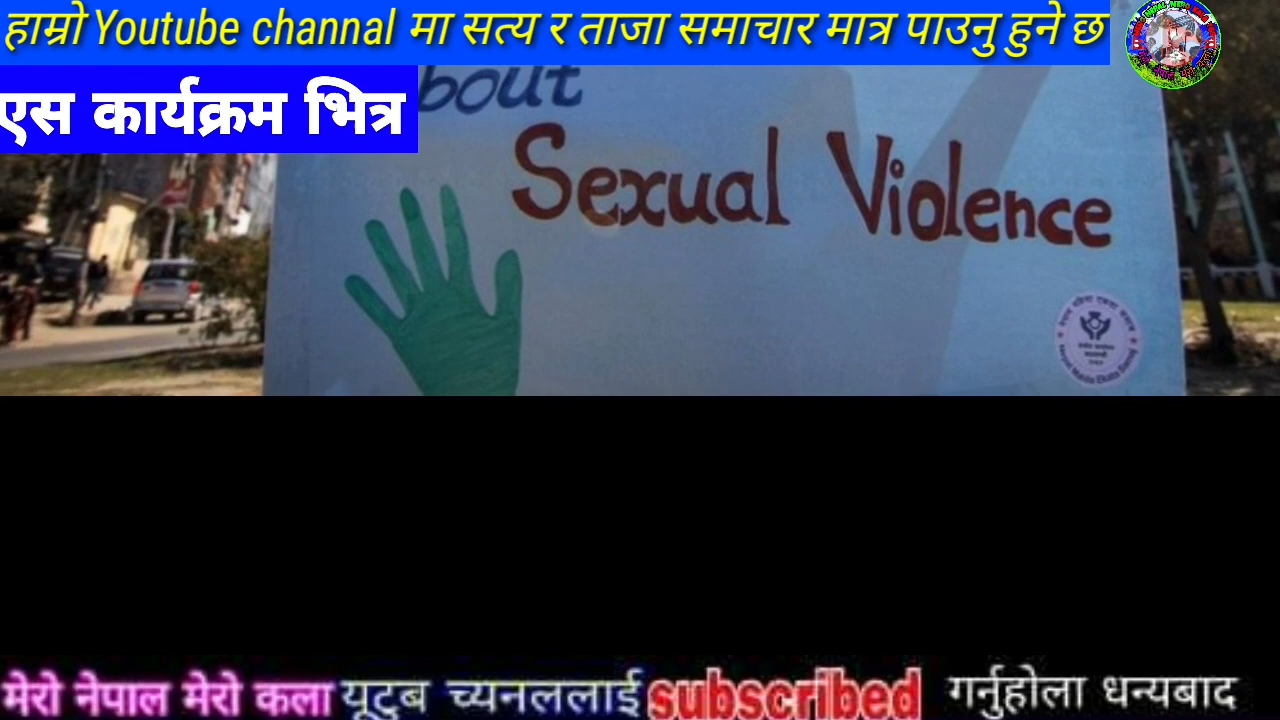 हाम्रो Youtube channal मा सत्य र ताजा समाचार मात्र पाउनु हुने छ
एस कार्यक्रम भित्र
bout
Sexual Violence
मेरो नेपाल मेरो कला यूटुब च्यनललाई subscribed गर्नुहोला धन्यबाद